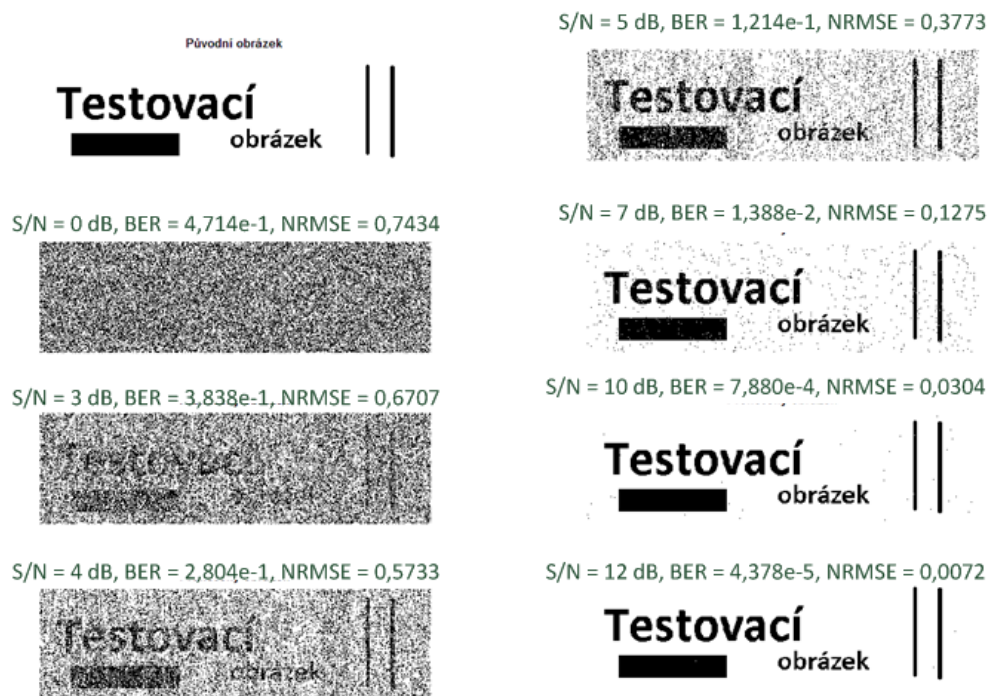 Původní obrázek
Testovací
obrázek
S/N = 0 dB, BER = 4,714e-1, NRMSE = 0,7434
S/N = 3 dB, BER = 3,838e-1, NRMSE = 0,6707
Testovací
obrázek
S/N = 4 dB, BER = 2,804e-1, NRMSE = 0,5733
Testovací
obrázek
S/N = 5 dB, BER = 1,214e-1, NRMSE = 0,3773
Testovací
obrázek
S/N = 7 dB, BER = 1,388e-2, NRMSE = 0,1275
Testovací
obrázek
S/N = 10 dB, BER = 7,880e-4, NRMSE = 0,0304
Testovací
obrázek
S/N = 12 dB, BER = 4,378e-5, NRMSE = 0,0072
Testovací
obrázek